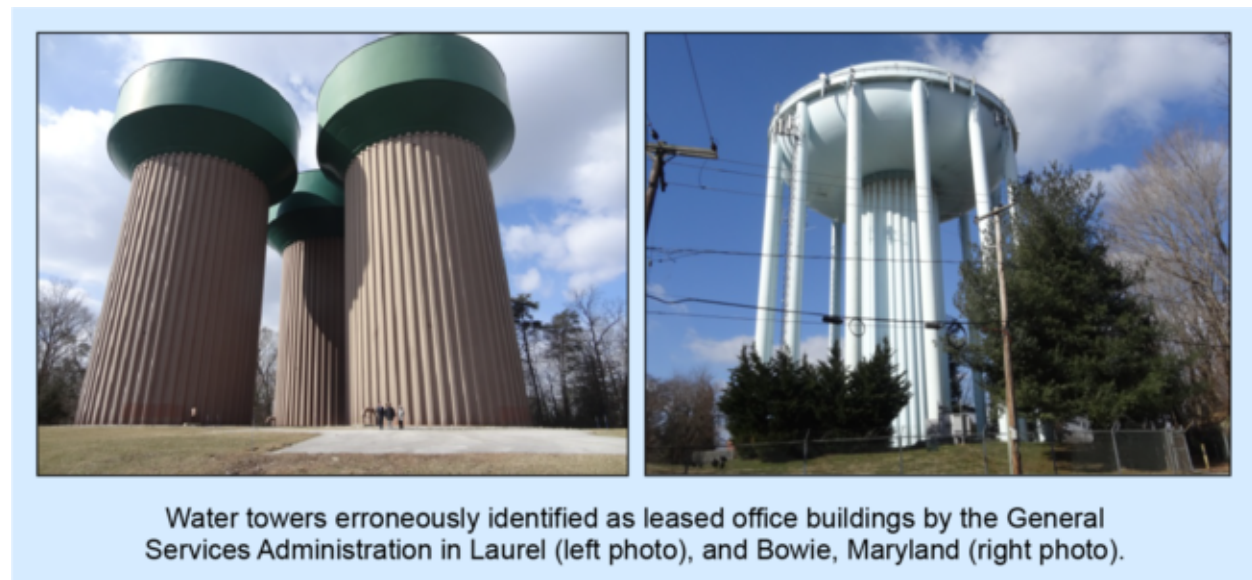 Water towers erroneously identified as leased office buildings by the General
Services Administration in Laurel (left photo), and Bowie, Maryland (right photo).